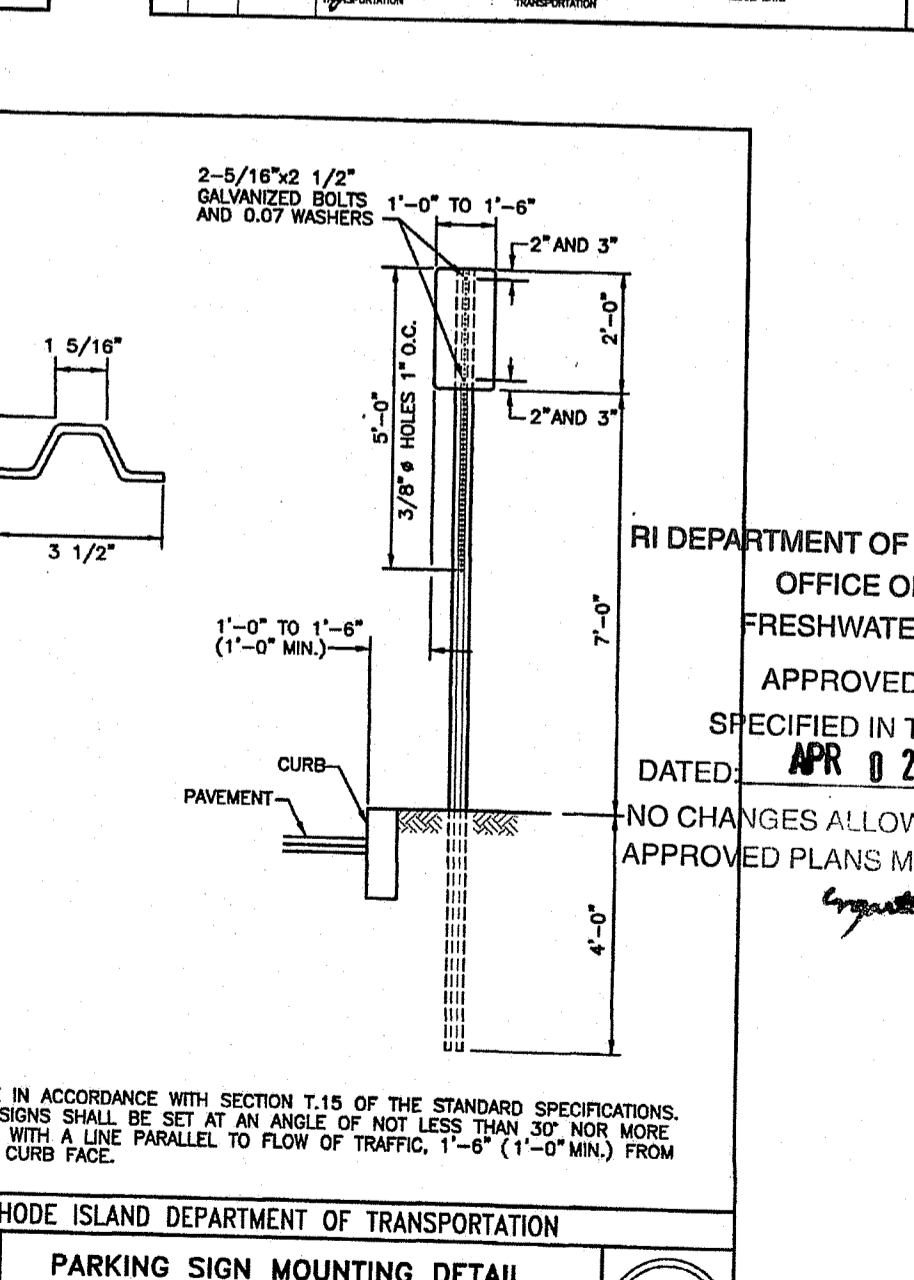 TRANSPORTATION
2-5/16"x2 1/2"
GALVANIZED BOLTS
AND 0.07 WASHERS
1'-0" TO 1'-6"
2" AND 3"
2'-0"
1 5/16"
5'-0"
3/8" ø HOLES 1" O.C.
2" AND 3"
3 1/2"
RI DEPARTMENT OF
OFFICE
FRESHWATE
7'-0"
1'-0" TO 1'-6"
(1'-0" MIN.)
APPROVED
SPECIFIED IN T
CURB
DATED: APR 02
PAVEMENT
NO CHANGES ALLOW
APPROVED PLANS M
4'-0"
IN ACCORDANCE WITH SECTION T.15 OF THE STANDARD SPECIFICATIONS.
SIGNS SHALL BE SET AT AN ANGLE OF NOT LESS THAN 30° NOR MORE
WITH A LINE PARALLEL TO FLOW OF TRAFFIC, 1'-6" (1'-0" MIN.) FROM
CURB FACE.
HODE ISLAND DEPARTMENT OF TRANSPORTATION
PARKING SIGN MOUNTING DETAIL